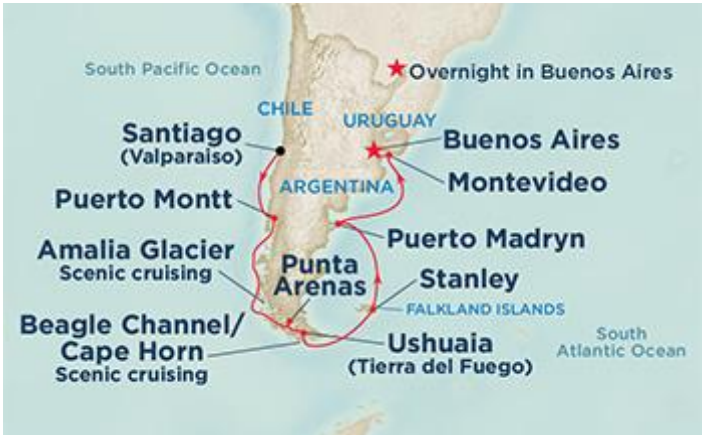 South Pacific Ocean
Overnight in Buenos Aires
CHILE
URUGUAY
Santiago
(Valparaiso)
Buenos Aires
ARGENTINA
Montevideo
Puerto Montt
Puerto Madryn
Amalia Glacier
Scenic cruising
Punta
Arenas
Stanley
FALKLAND ISLANDS
Beagle Channel/
Cape Horn
Scenic cruising
Ushuaia
(Tierra del Fuego)
South
Atlantic Ocean